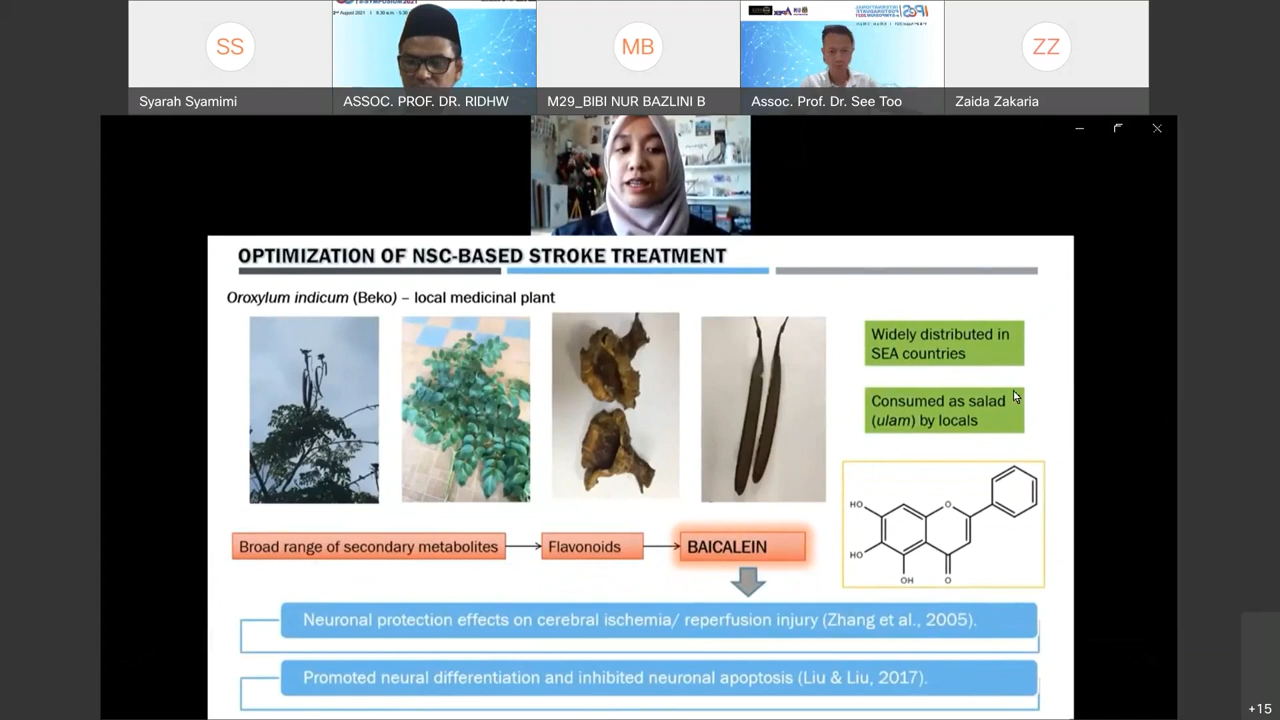 SS
MB
ZZ
Syarah Syamimi
ASSOC. PROF. DR. RIDHW
M29_BIBI NUR BAZLINI B
Assoc. Prof. Dr. See Too
Zaida Zakaria
OPTIMIZATION OF NSC-BASED STROKE TREATMENT
Oroxylum indicum (Beko) – local medicinal plant
Widely distributed in
SEA countries
Consumed as salad
(ulam) by locals
HO
O
HO
OH
O
Broad range of secondary metabolites
Flavonoids
BAICALEIN
Neuronal protection effects on cerebral ischemia/ reperfusion injury (Zhang et al., 2005).
Promoted neural differentiation and inhibited neuronal apoptosis (Liu & Liu, 2017).
+15